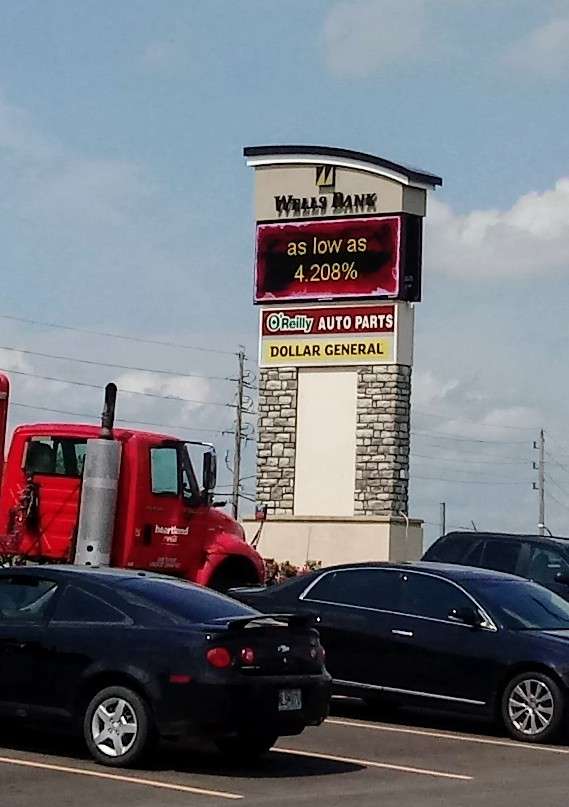 WELLS BANK
as low as
4.208%
O'Reilly AUTO PARTS
DOLLAR GENERAL
heartland